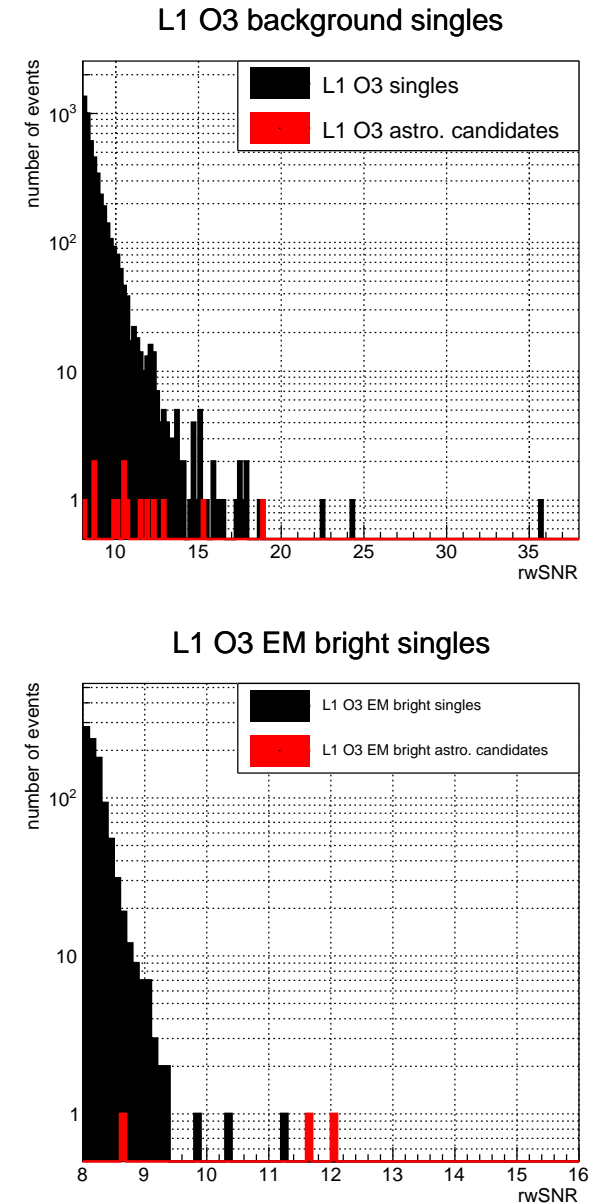 L1 O3 background singles
number of events
L1 O3 singles
L1 O3 astro. candidates
10³
10²
10
1
10 15 20 25 30 35
rwSNR
L1 O3 EM bright singles
number of events
L1 O3 EM bright singles
L1 O3 EM bright astro. candidates
10²
10
1
8 9 10 11 12 13 14 15 16
rwSNR